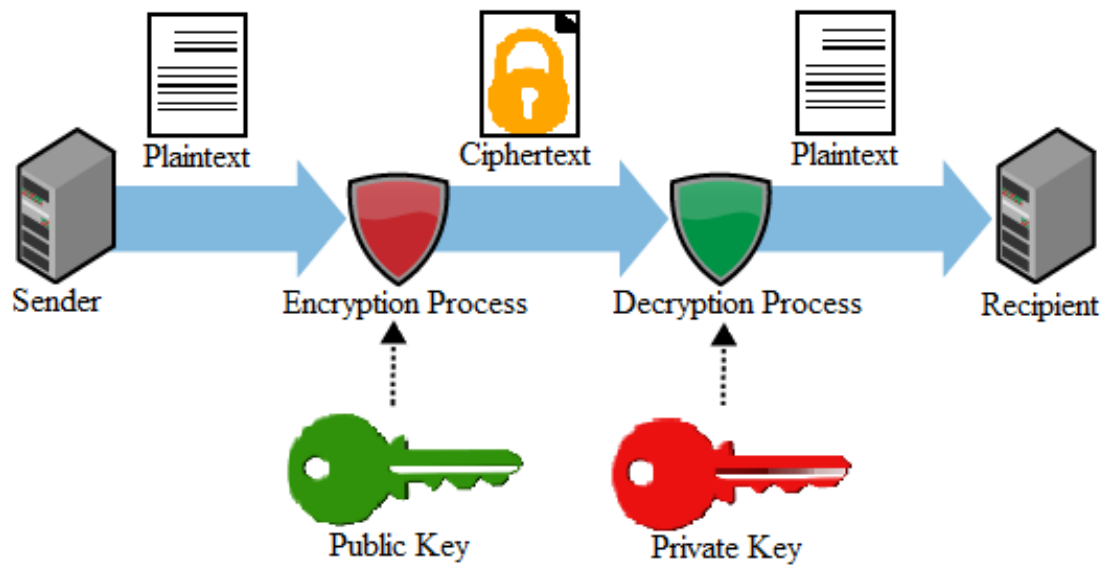 Plaintext
Ciphertext
Plaintext
Sender
Encryption Process
Decryption Process
Recipient
Public Key
Private Key